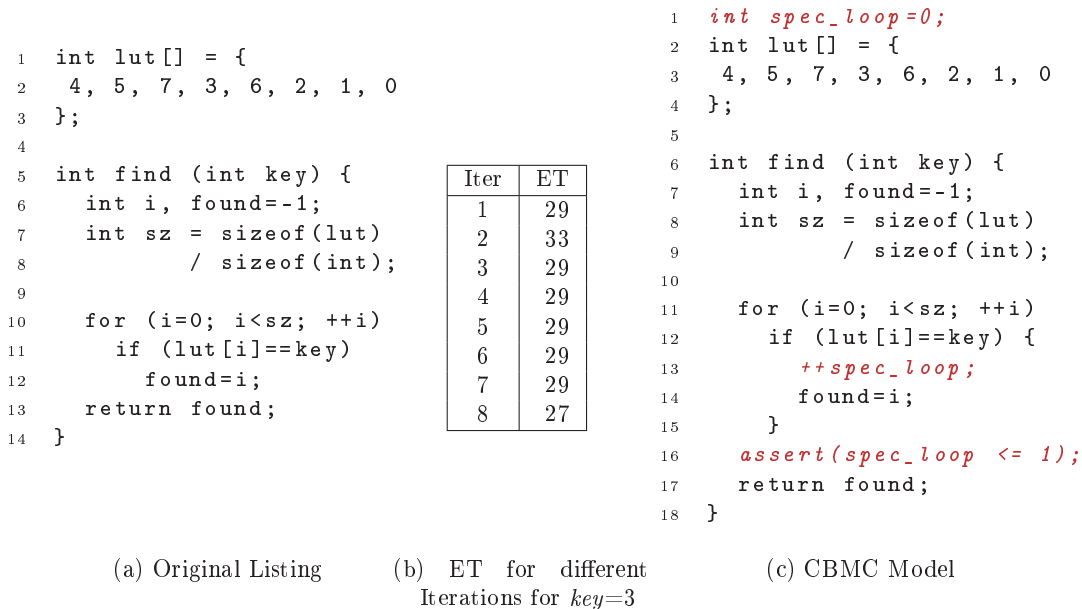 1 int lut[] = {
2 4, 5, 7, 3, 6, 2, 1, 0
3 };
4
5 int find (int key) {
6 int i, found=-1;
7 int sz = sizeof(lut)
8 / sizeof(int);
9
10 for (i=0; i<sz; ++i)
11 if (lut[i]==key)
12 found=i;
13 return found;
14 }
(a) Original Listing
Iter ET
1 29
2 33
3 29
4 29
5 29
6 29
7 29
8 27
(b) ET for different
Iterations for key=3
1 int spec_loop=0;
2 int lut[] = {
3 4, 5, 7, 3, 6, 2, 1, 0
4 };
5
6 int find (int key) {
7 int i, found=-1;
8 int sz = sizeof(lut)
9 / sizeof(int);
10
11 for (i=0; i<sz; ++i)
12 if (lut[i]==key) {
13 ++spec_loop;
14 found=i;
15 }
16 assert(spec_loop <= 1);
17 return found;
18 }
(c) CBMC Model